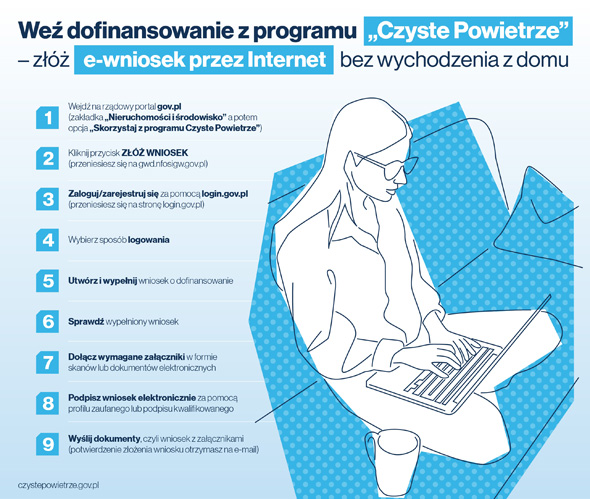 Weź dofinansowanie z programu „Czyste Powietrze”
– złóż e-wniosek przez Internet bez wychodzenia z domu
1
Wejdź na rządowy portal gov.pl
(zakładka „Nieruchomości i środowisko” a potem
opcja „Skorzystaj z programu Czyste Powietrze”)
2
Kliknij przycisk ZŁÓŻ WNIOSEK
(przeniesiesz się na gwd.nfosigw.gov.pl)
3
Zaloguj/zarejestruj się za pomocą login.gov.pl
(przeniesiesz się na stronę login.gov.pl)
4
Wybierz sposób logowania
5
Utwórz i wypełnij wniosek o dofinansowanie
6
Sprawdź wypełniony wniosek
7
Dołącz wymagane załączniki w formie
skanów lub dokumentów elektronicznych
8
Podpisz wniosek elektronicznie za pomocą
profilu zaufanego lub podpisu kwalifikowanego
9
Wyślij dokumenty, czyli wniosek z załącznikami
(potwierdzenie złożenia wniosku otrzymasz na e-mail)
czystepowietrze.gov.pl